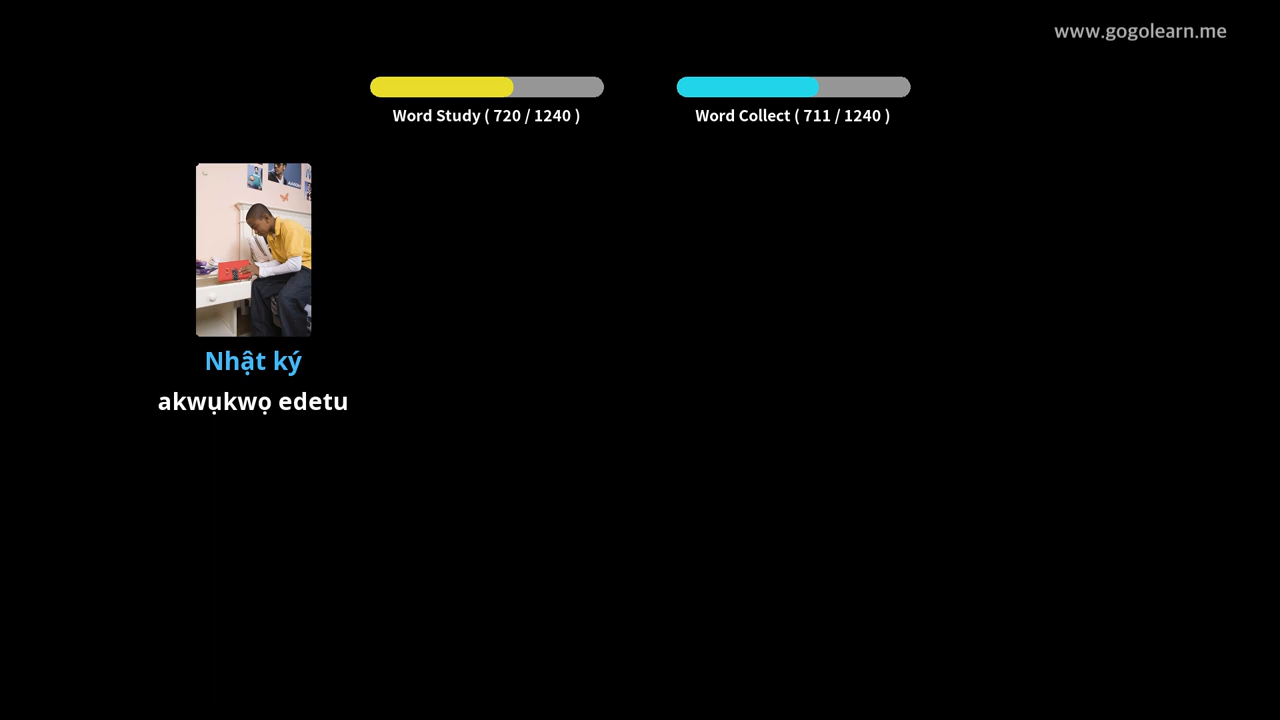 www.gogolearn.me
Word Study ( 720 / 1240 )
Word Collect ( 711 / 1240 )
Nhật ký
akwụkwọ edetu